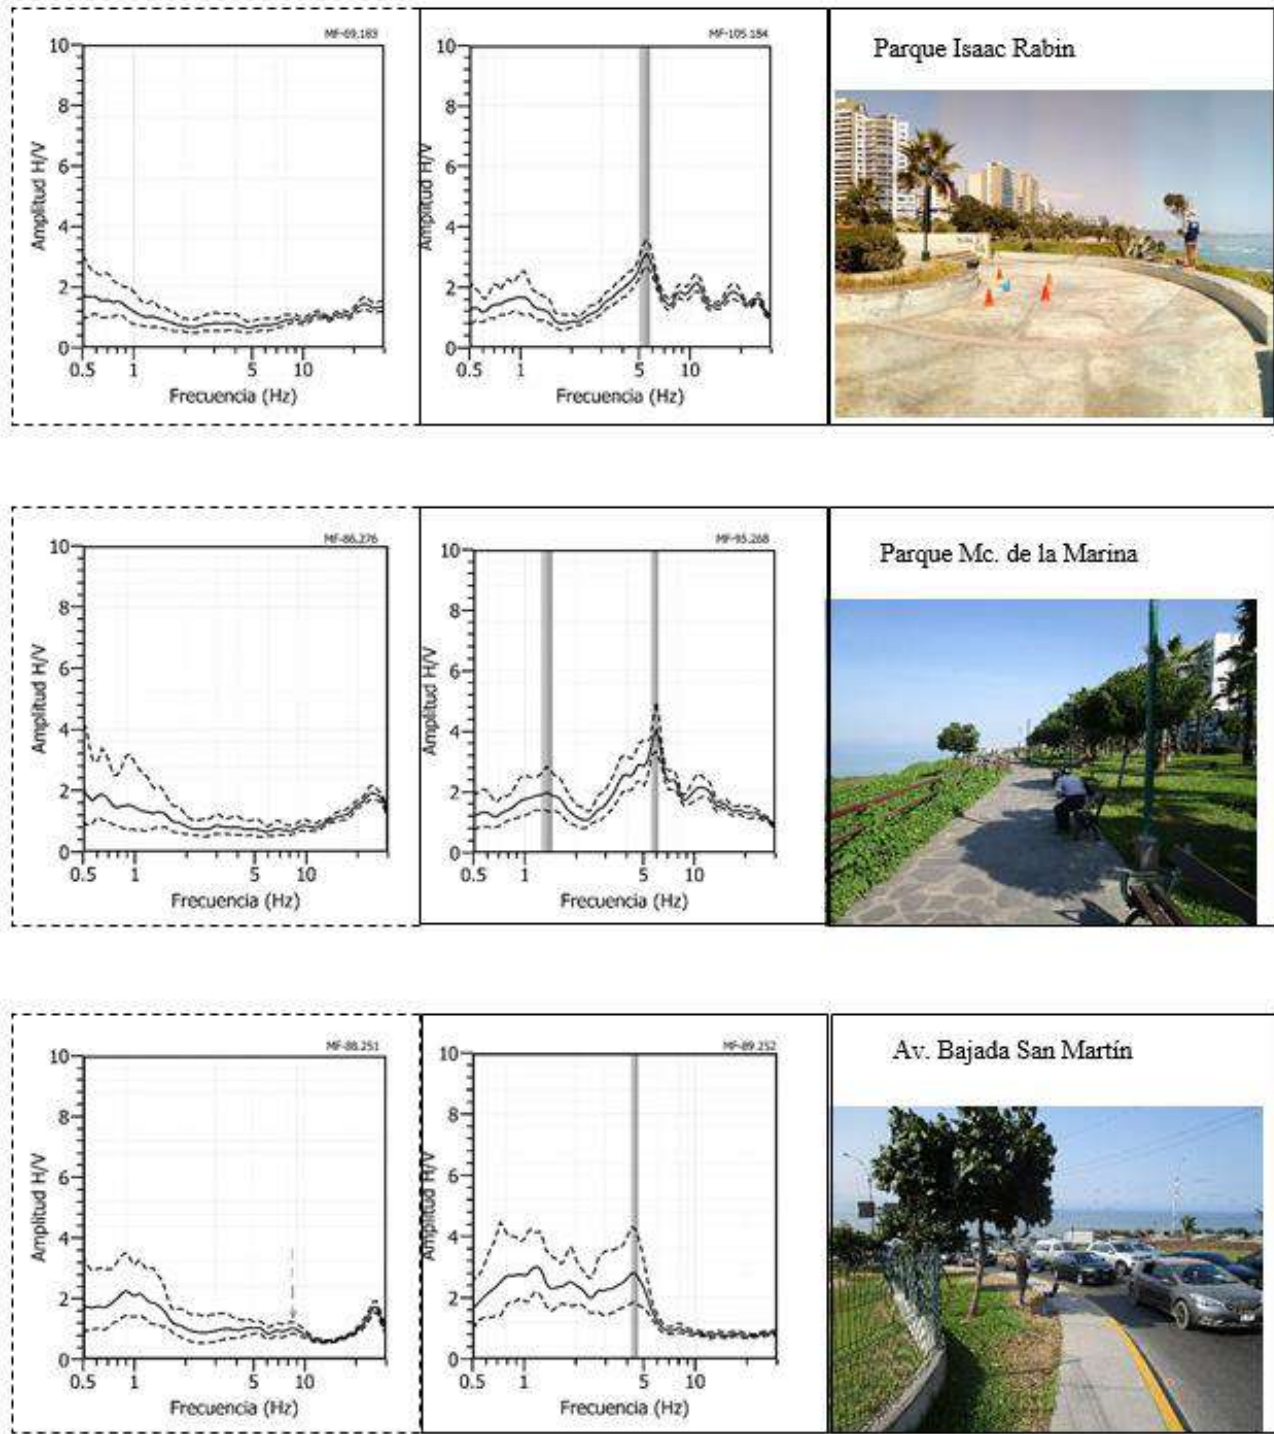 MF-69.183
10
8
6
4
2
0
0.5 1 5 10
Amplitud H/V
Frecuencia (Hz)
MF-105.184
10
8
6
4
2
0
0.5 1 5 10
Amplitud H/V
Frecuencia (Hz)
Parque Isaac Rabin
MF-86.276
10
8
6
4
2
0
0.5 1 5 10
Amplitud H/V
Frecuencia (Hz)
MF-95.268
10
8
6
4
2
0
0.5 1 5 10
Amplitud H/V
Frecuencia (Hz)
Parque Mc. de la Marina
MF-88.251
10
8
6
4
2
0
0.5 1 5 10
Amplitud H/V
Frecuencia (Hz)
MF-89.252
10
8
6
4
2
0
0.5 1 5 10
Amplitud H/V
Frecuencia (Hz)
Av. Bajada San Martín